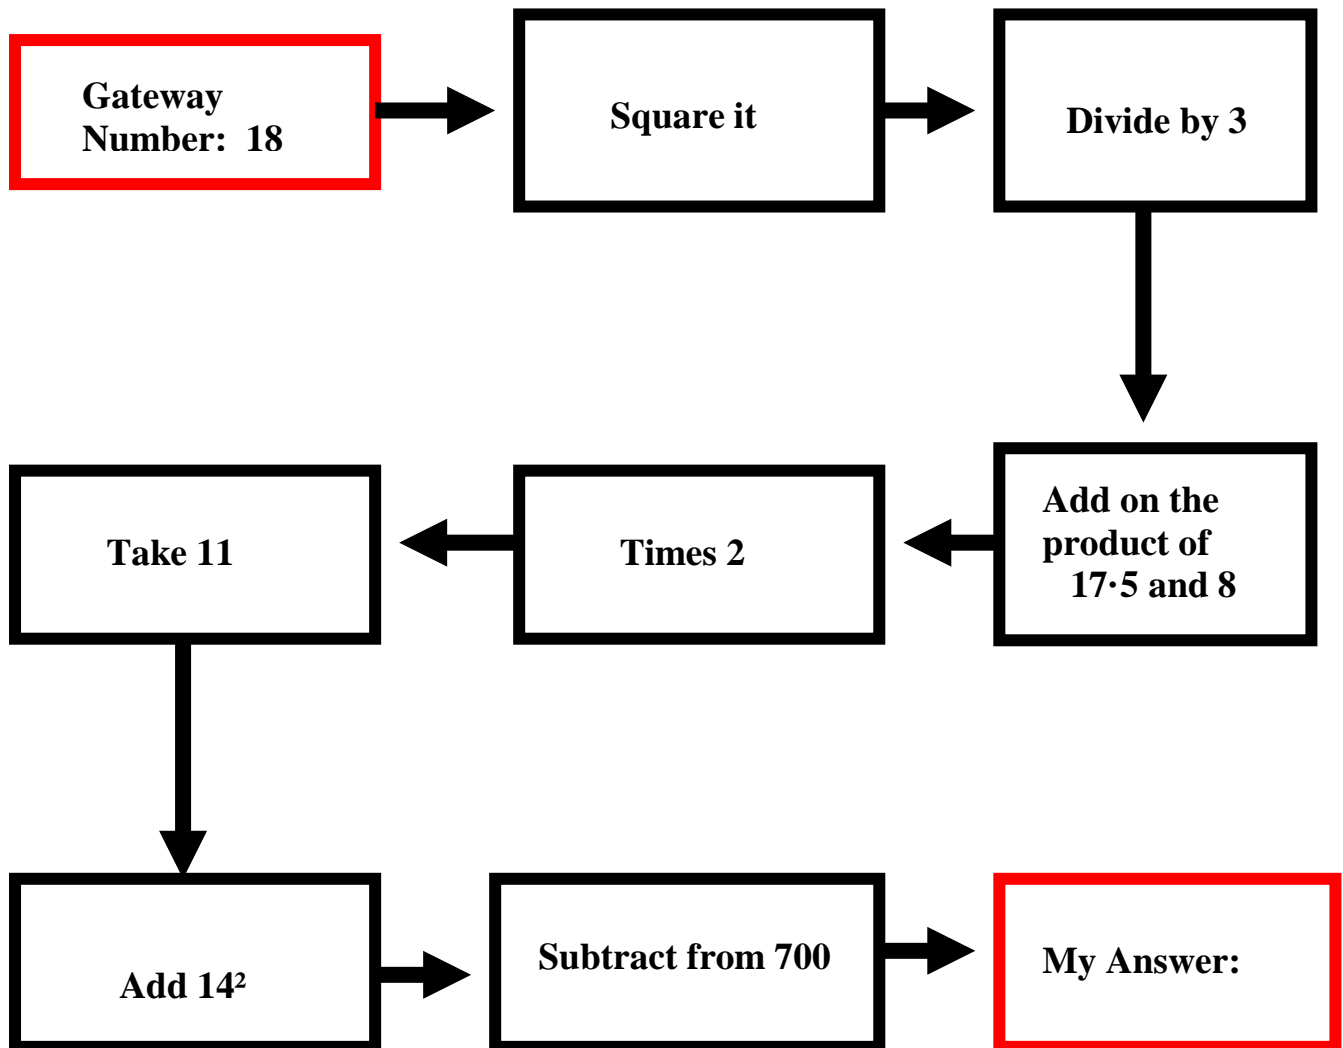 Gateway
Number: 18
Square it
Divide by 3
Add on the
product of
17·5 and 8
Times 2
Take 11
Add 14²
Subtract from 700
My Answer: